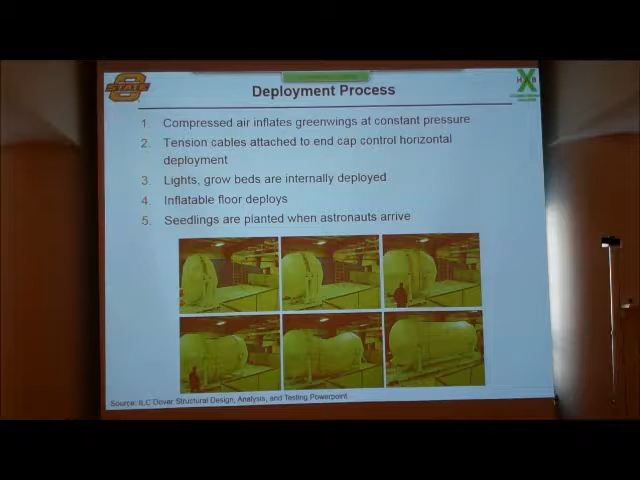 Deployment Process
STATE
1. Compressed air inflates greenwings at constant pressure
2. Tension cables attached to end cap control horizontal
deployment
3. Lights, grow beds are internally deployed
4. Inflatable floor deploys
5. Seedlings are planted when astronauts arrive
Source: ILC Dover Structural Design, Analysis, and Testing Powerpoint